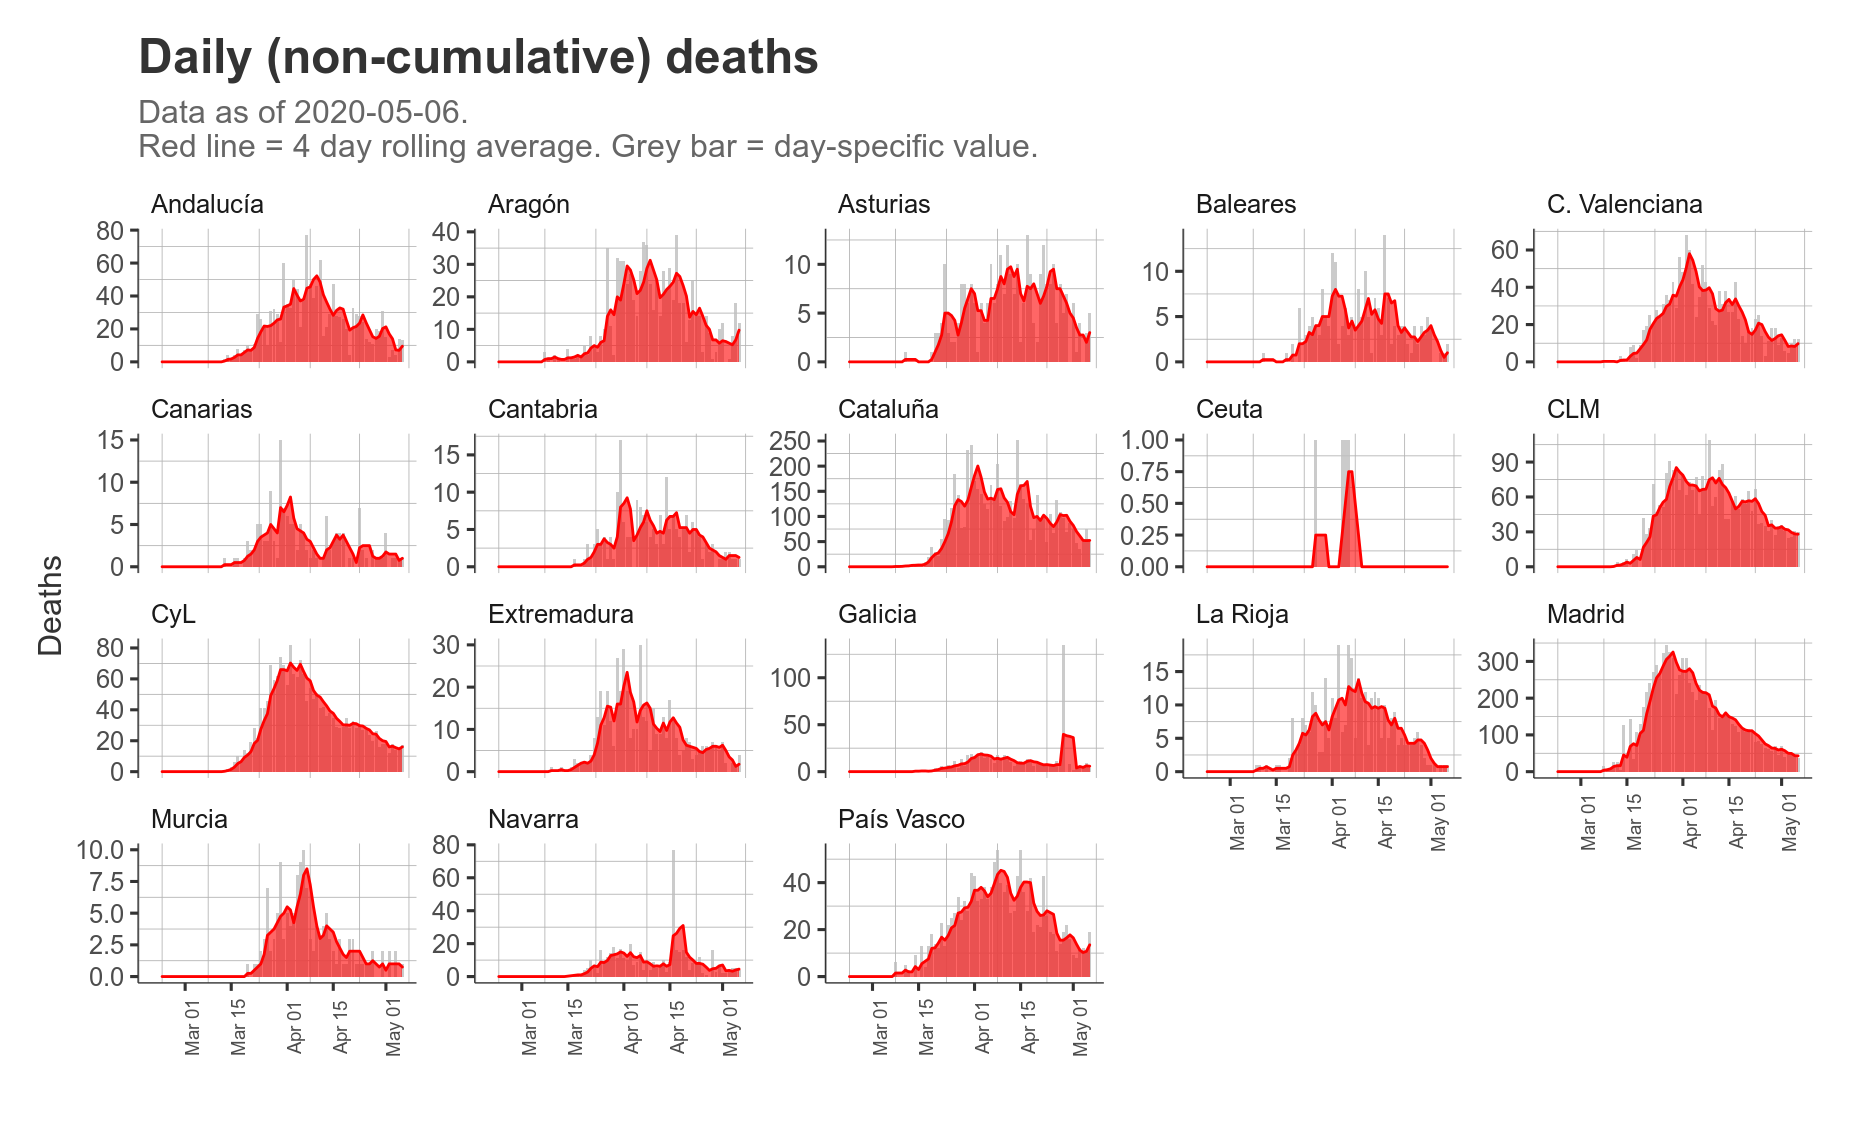 Daily (non-cumulative) deaths
Data as of 2020-05-06.
Red line = 4 day rolling average. Grey bar = day-specific value.
Deaths
Andalucía
80
60
40
20
0
Aragón
40
30
20
10
0
Asturias
10
5
0
Baleares
10
5
0
C. Valenciana
60
40
20
0
Canarias
15
10
5
0
Cantabria
15
10
5
0
Cataluña
250
200
150
100
50
0
Ceuta
1.00
0.75
0.50
0.25
0.00
CLM
90
60
30
0
CyL
80
60
40
20
0
Extremadura
30
20
10
0
Galicia
100
50
0
La Rioja
15
10
5
0
Mar 01
Mar 15
Apr 01
Apr 15
May 01
Madrid
300
200
100
0
Mar 01
Mar 15
Apr 01
Apr 15
May 01
Murcia
10.0
7.5
5.0
2.5
0.0
Mar 01
Mar 15
Apr 01
Apr 15
May 01
Navarra
80
60
40
20
0
Mar 01
Mar 15
Apr 01
Apr 15
May 01
País Vasco
40
20
0
Mar 01
Mar 15
Apr 01
Apr 15
May 01